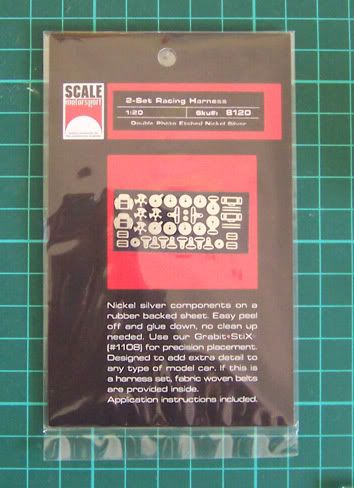 SCALE
motorsport
2-Set Racing Harness
1:20 Sku#: 8120
Double Photo Etched Nickel Silver
Nickel silver components on a
rubber backed sheet. Easy peel
off and glue down, no clean up
needed. Use our Grabit•StiX
(#1108) for precision placement.
Designed to add extra detail to
any type of model car. If this is
a harness set, fabric woven belts
are provided inside.
Application instructions included.